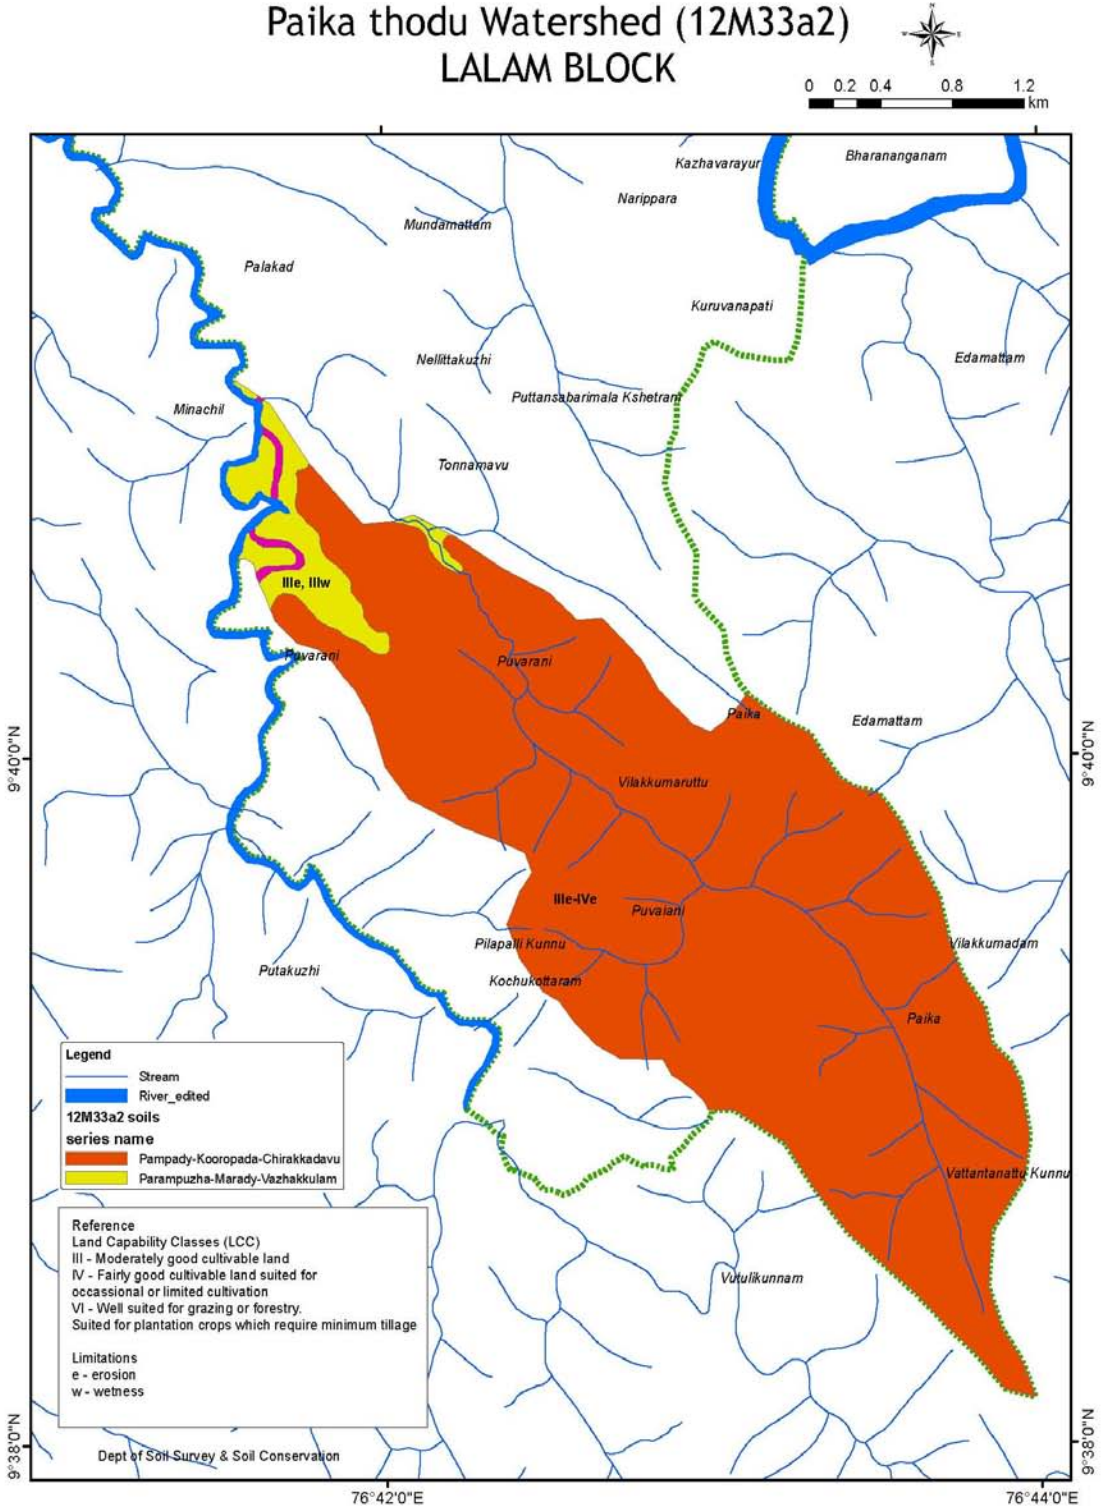 Paika thodu Watershed (12M33a2)
LALAM BLOCK
N
W
E
S
0 0.2 0.4 0.8 1.2
km
Kazhavarayur
Bharananganam
Narippara
Mundamattam
Palakad
Kuruvanapati
Nellittakuzhi
Edamattam
Puttansabarimala Kshetram
Minachil
Tonnamavu
IIIe, IIIw
Puvarani
Puvarani
Paika
Edamattam
9°40'0"N
9°40'0"N
Vilakkumaruttu
IIIe-IVe
Puvaiani
Pilapalli Kunnu
Vilakkumadam
Putakuzhi
Kochukottaram
Paika
Legend
Stream
River_edited
12M33a2 soils
series name
Pampady-Kooropada-Chirakkadavu
Parampuzha-Marady-Vazhakkulam
Vattantanattu Kunnu
Reference
Land Capability Classes (LCC)
III - Moderately good cultivable land
IV - Fairly good cultivable land suited for
occassional or limited cultivation
VI - Well suited for grazing or forestry.
Suited for plantation crops which require minimum tillage
Limitations
e - erosion
w - wetness
Vutulikunnam
Dept of Soil Survey & Soil Conservation
9°38'0"N
9°38'0"N
76°42'0"E
76°44'0"E